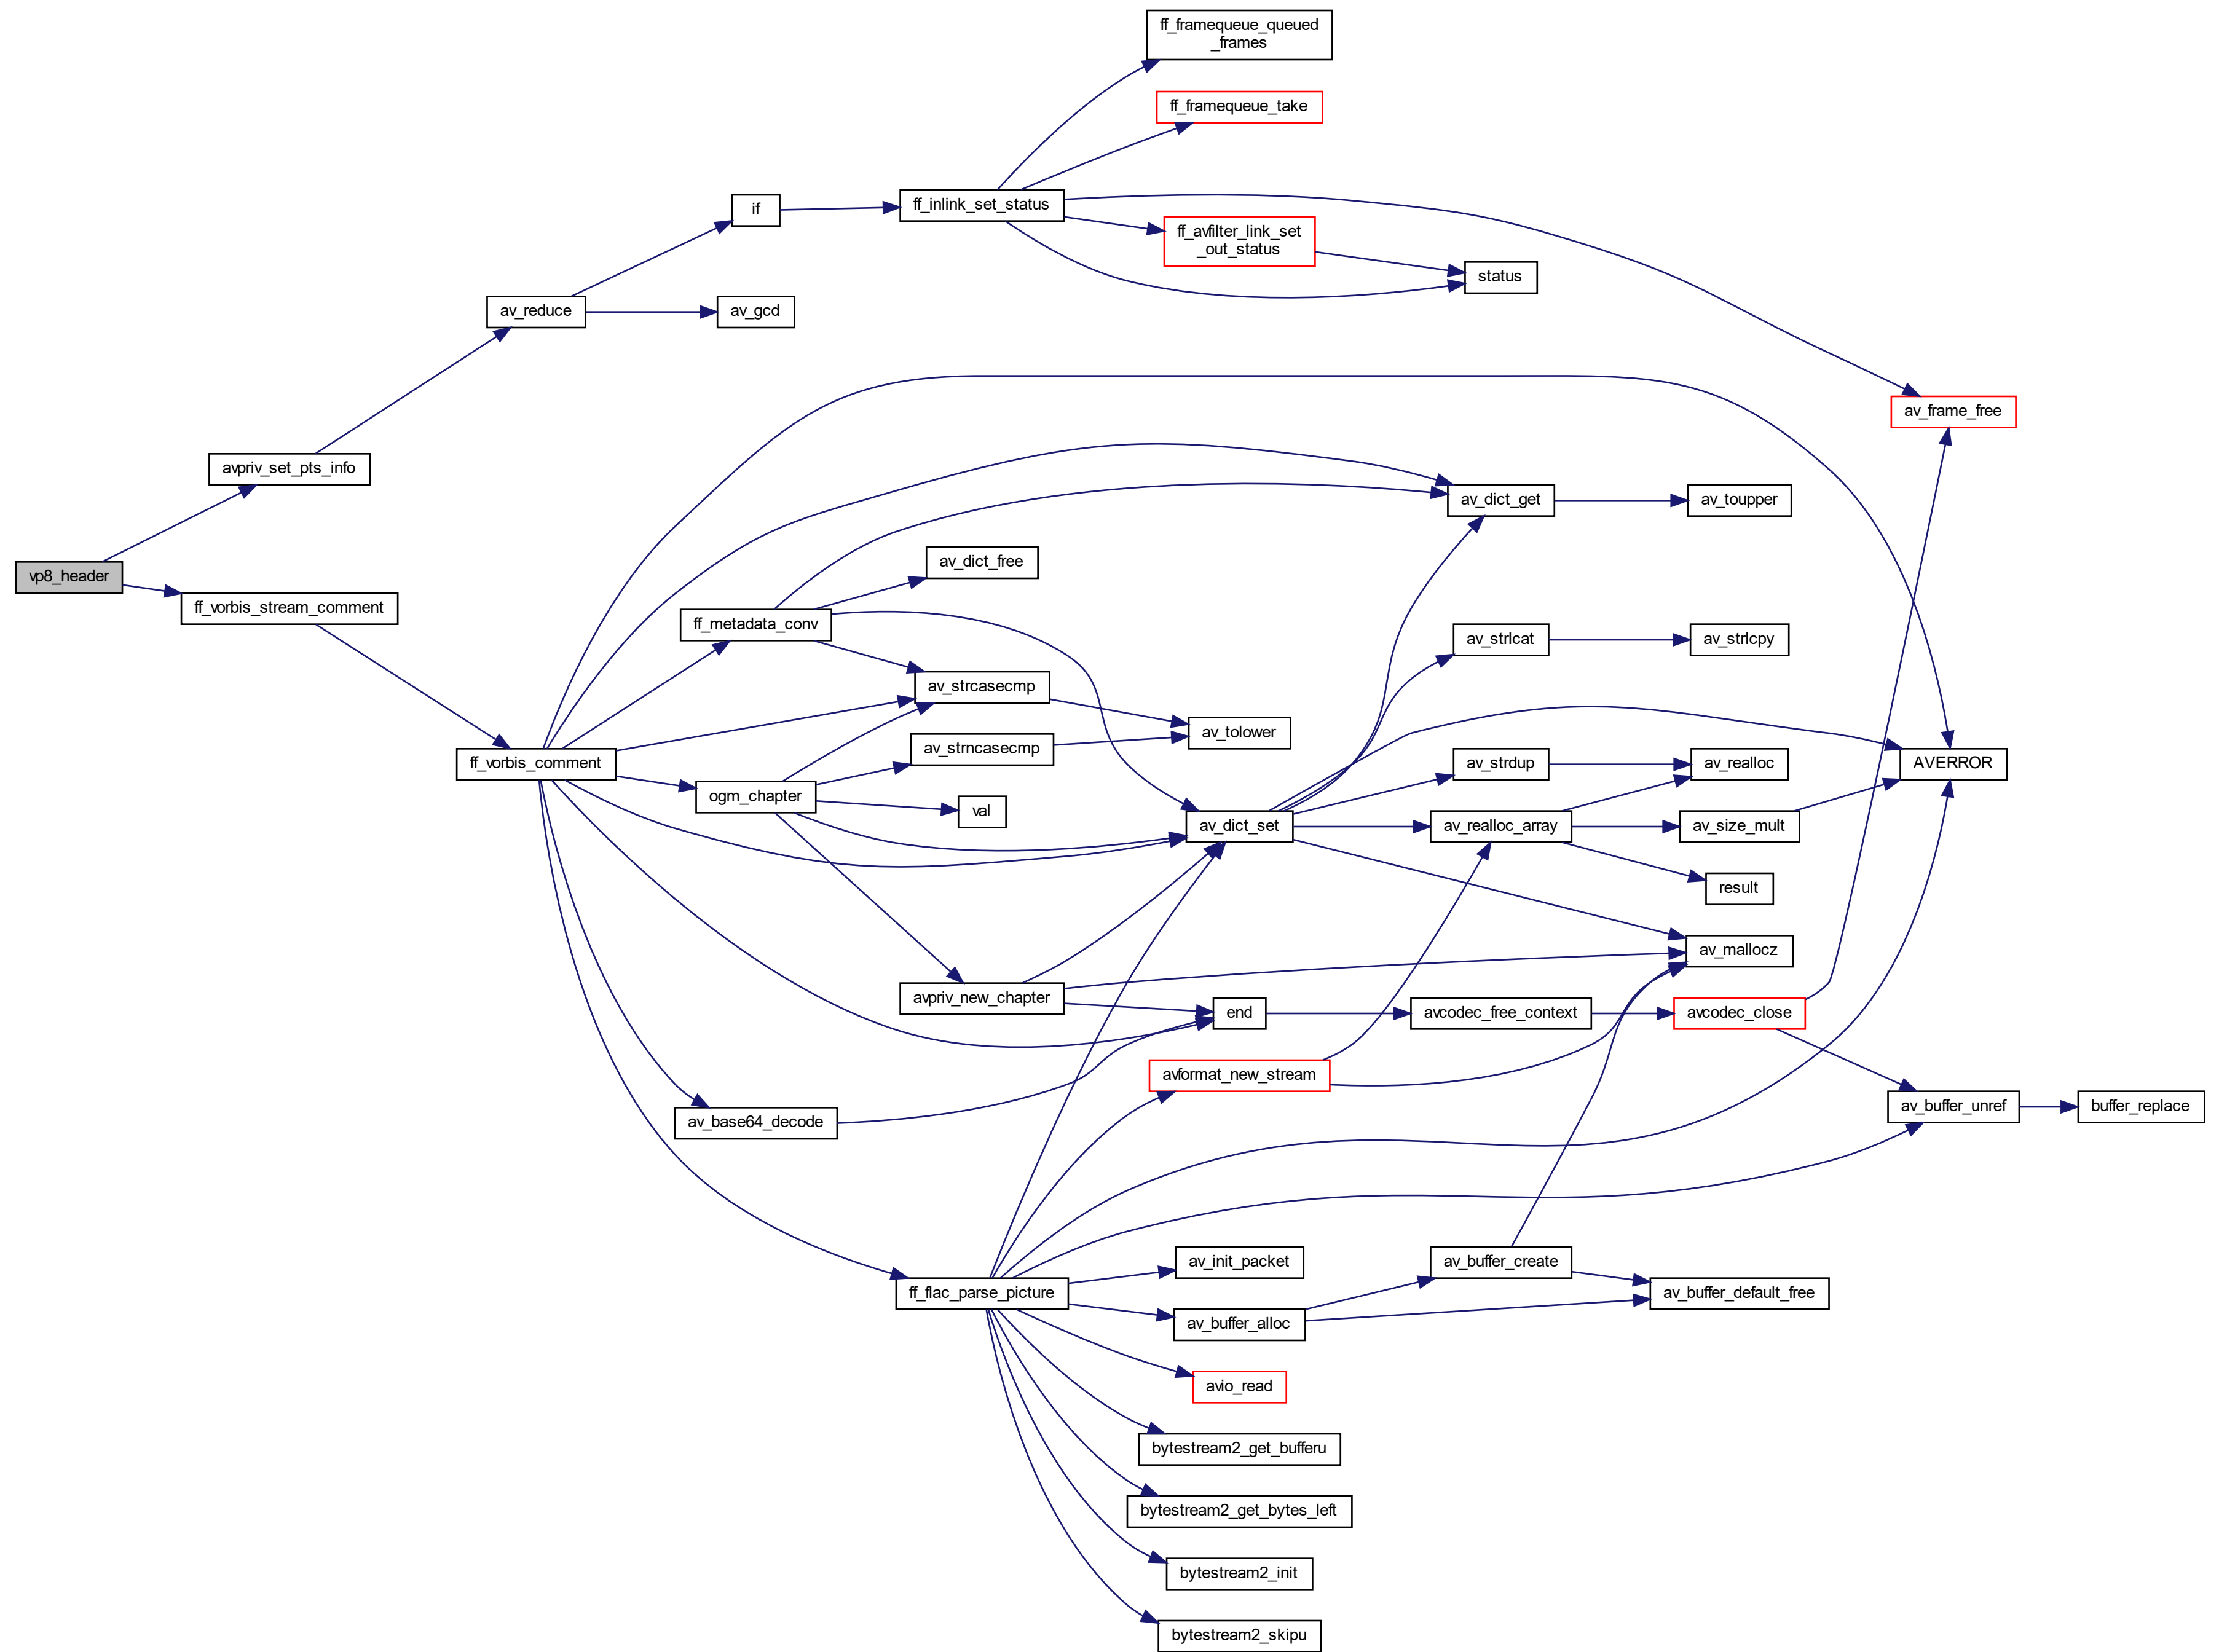 ff_framequeue_queued
_frames
ff_framequeue_take
if
ff_inlink_set_status
ff_avfilter_link_set
_out_status
status
av_reduce
av_gcd
av_frame_free
avpriv_set_pts_info
av_dict_get
av_toupper
vp8_header
av_dict_free
ff_vorbis_stream_comment
ff_metadata_conv
av_strlcat
av_strlcpy
av_strcasecmp
av_tolower
av_strncasecmp
ff_vorbis_comment
av_strdup
av_realloc
AVERROR
ogm_chapter
val
av_dict_set
av_realloc_array
av_size_mult
result
av_mallocz
avpriv_new_chapter
end
avcodec_free_context
avcodec_close
avformat_new_stream
av_base64_decode
av_buffer_unref
buffer_replace
av_init_packet
av_buffer_create
ff_flac_parse_picture
av_buffer_default_free
av_buffer_alloc
avio_read
bytestream2_get_bufferu
bytestream2_get_bytes_left
bytestream2_init
bytestream2_skipu